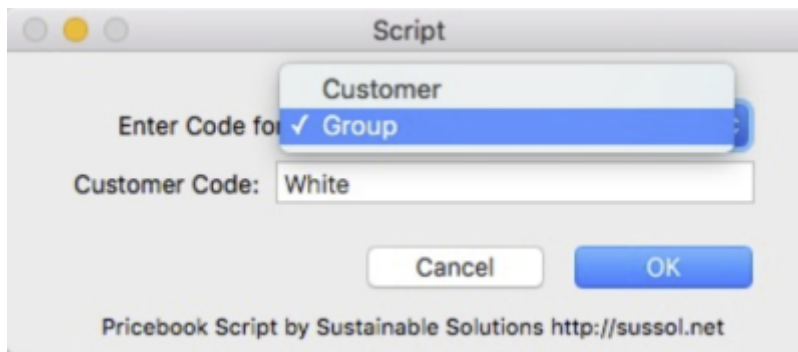 Script
Customer
Enter Code fo ✓ Group
Customer Code: White
Cancel OK
Pricebook Script by Sustainable Solutions http://sussol.net